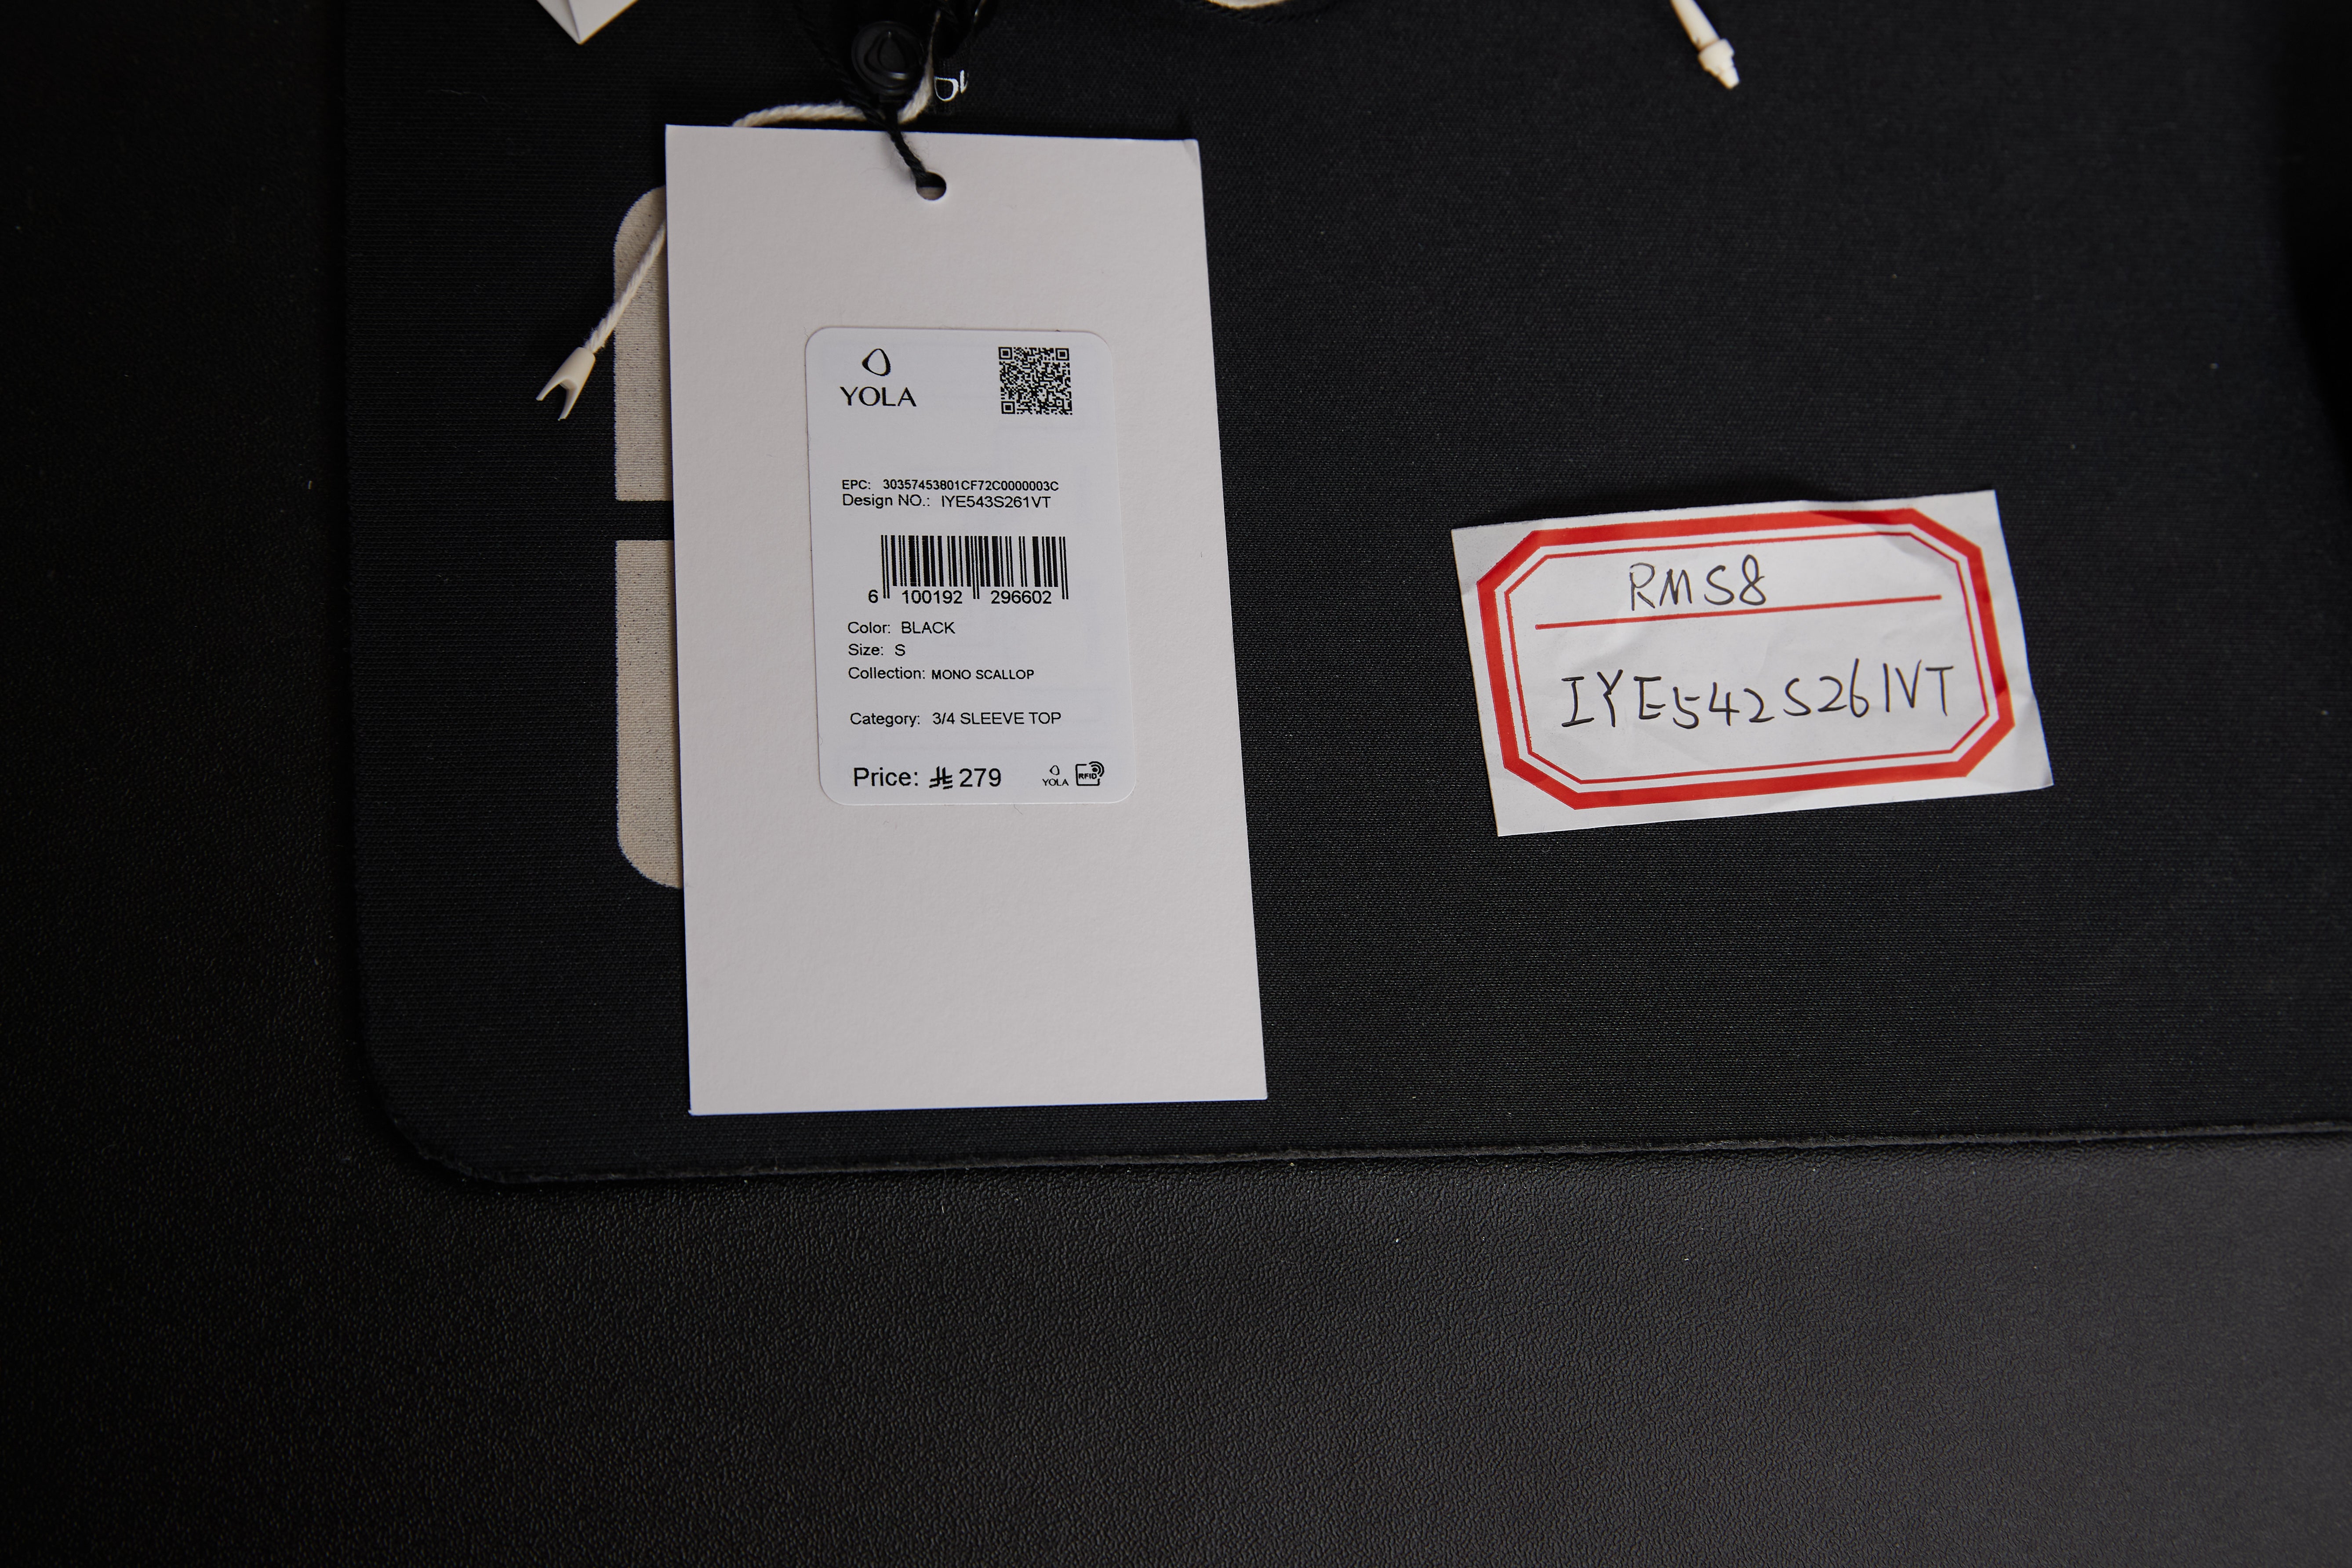 YOLA
EPC: 30357453801CF72C0000003C
Design NO.: IYE543S261VT
6 100192 296602
Color: BLACK
Size: S
Collection: MONO SCALLOP
Category: 3/4 SLEEVE TOP
Price: 279
YOLA RFID
RMS8
IYE542S261VT